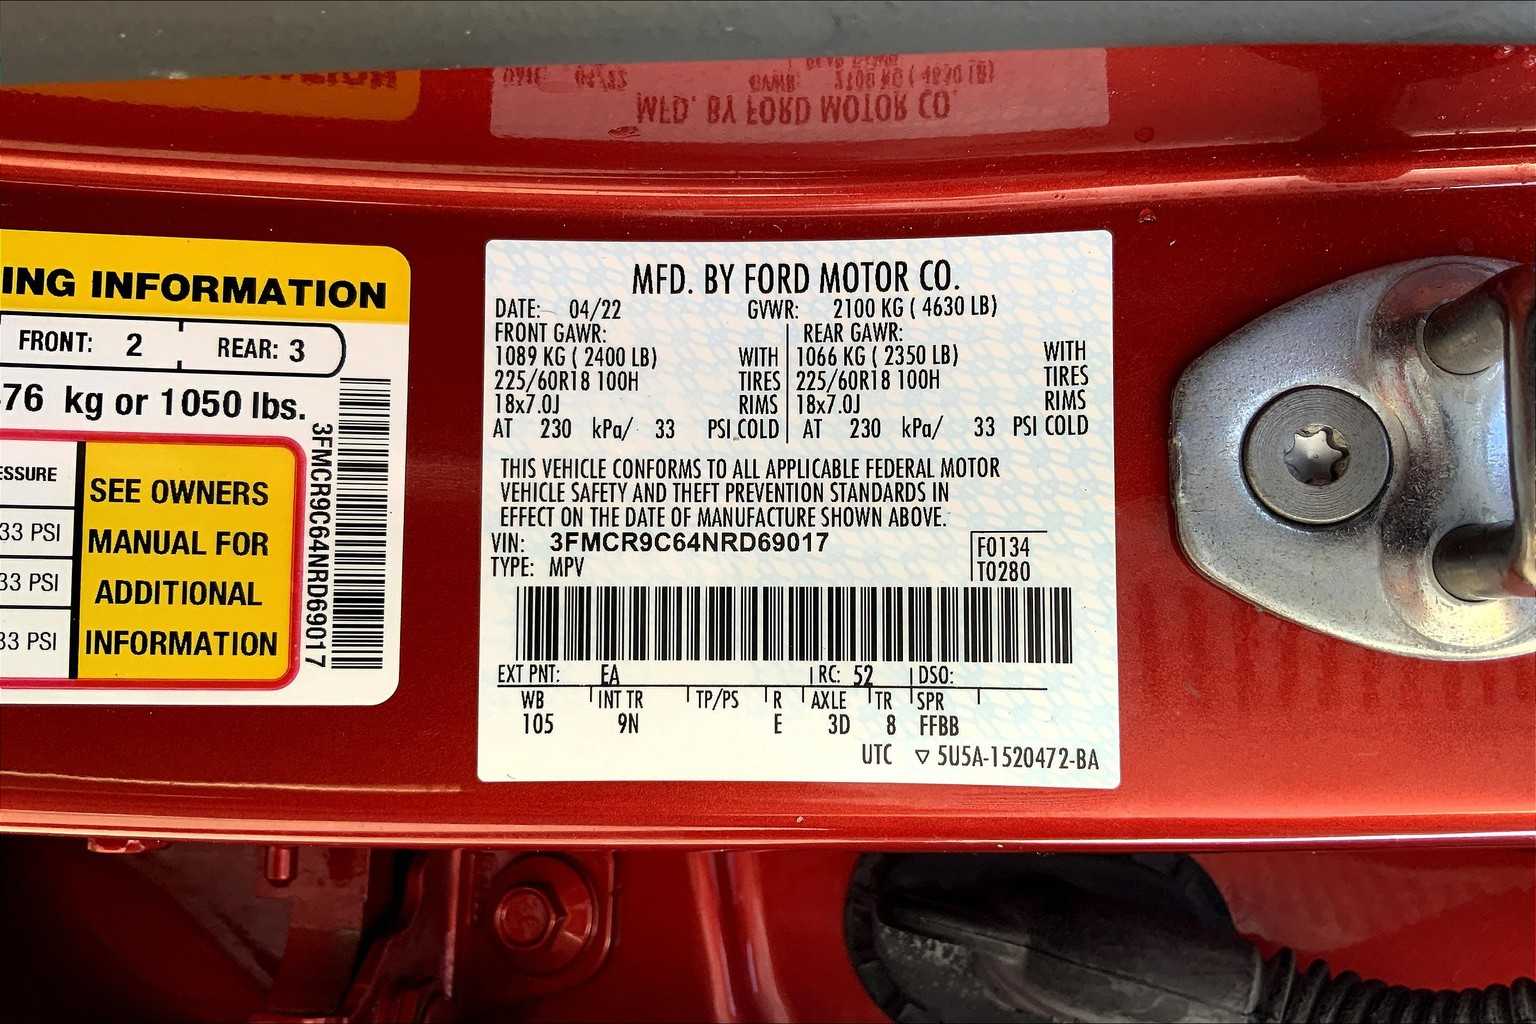 ING INFORMATION
FRONT: 2 REAR: 3
476 kg or 1050 lbs.
ESSURE
33 PSI
33 PSI
33 PSI
SEE OWNERS
MANUAL FOR
ADDITIONAL
INFORMATION
3FMCR9C64NRD69017
MFD. BY FORD MOTOR CO.
DATE: 04/22 GVWR: 2100 KG ( 4630 LB)
FRONT GAWR: REAR GAWR:
1089 KG ( 2400 LB) WITH 1066 KG ( 2350 LB) WITH
225/60R18 100H TIRES 225/60R18 100H TIRES
18x7.0J RIMS 18x7.0J RIMS
AT 230 kPa/ 33 PSI COLD AT 230 kPa/ 33 PSI COLD
THIS VEHICLE CONFORMS TO ALL APPLICABLE FEDERAL MOTOR
VEHICLE SAFETY AND THEFT PREVENTION STANDARDS IN
EFFECT ON THE DATE OF MANUFACTURE SHOWN ABOVE.
VIN: 3FMCR9C64NRD69017 F0134
TYPE: MPV T0280
EXT PNT: EA RC: 52 DSO:
WB INT TR TP/PS R AXLE TR SPR
105 9N E 3D 8 FFBB
UTC ▽ 5U5A-1520472-BA